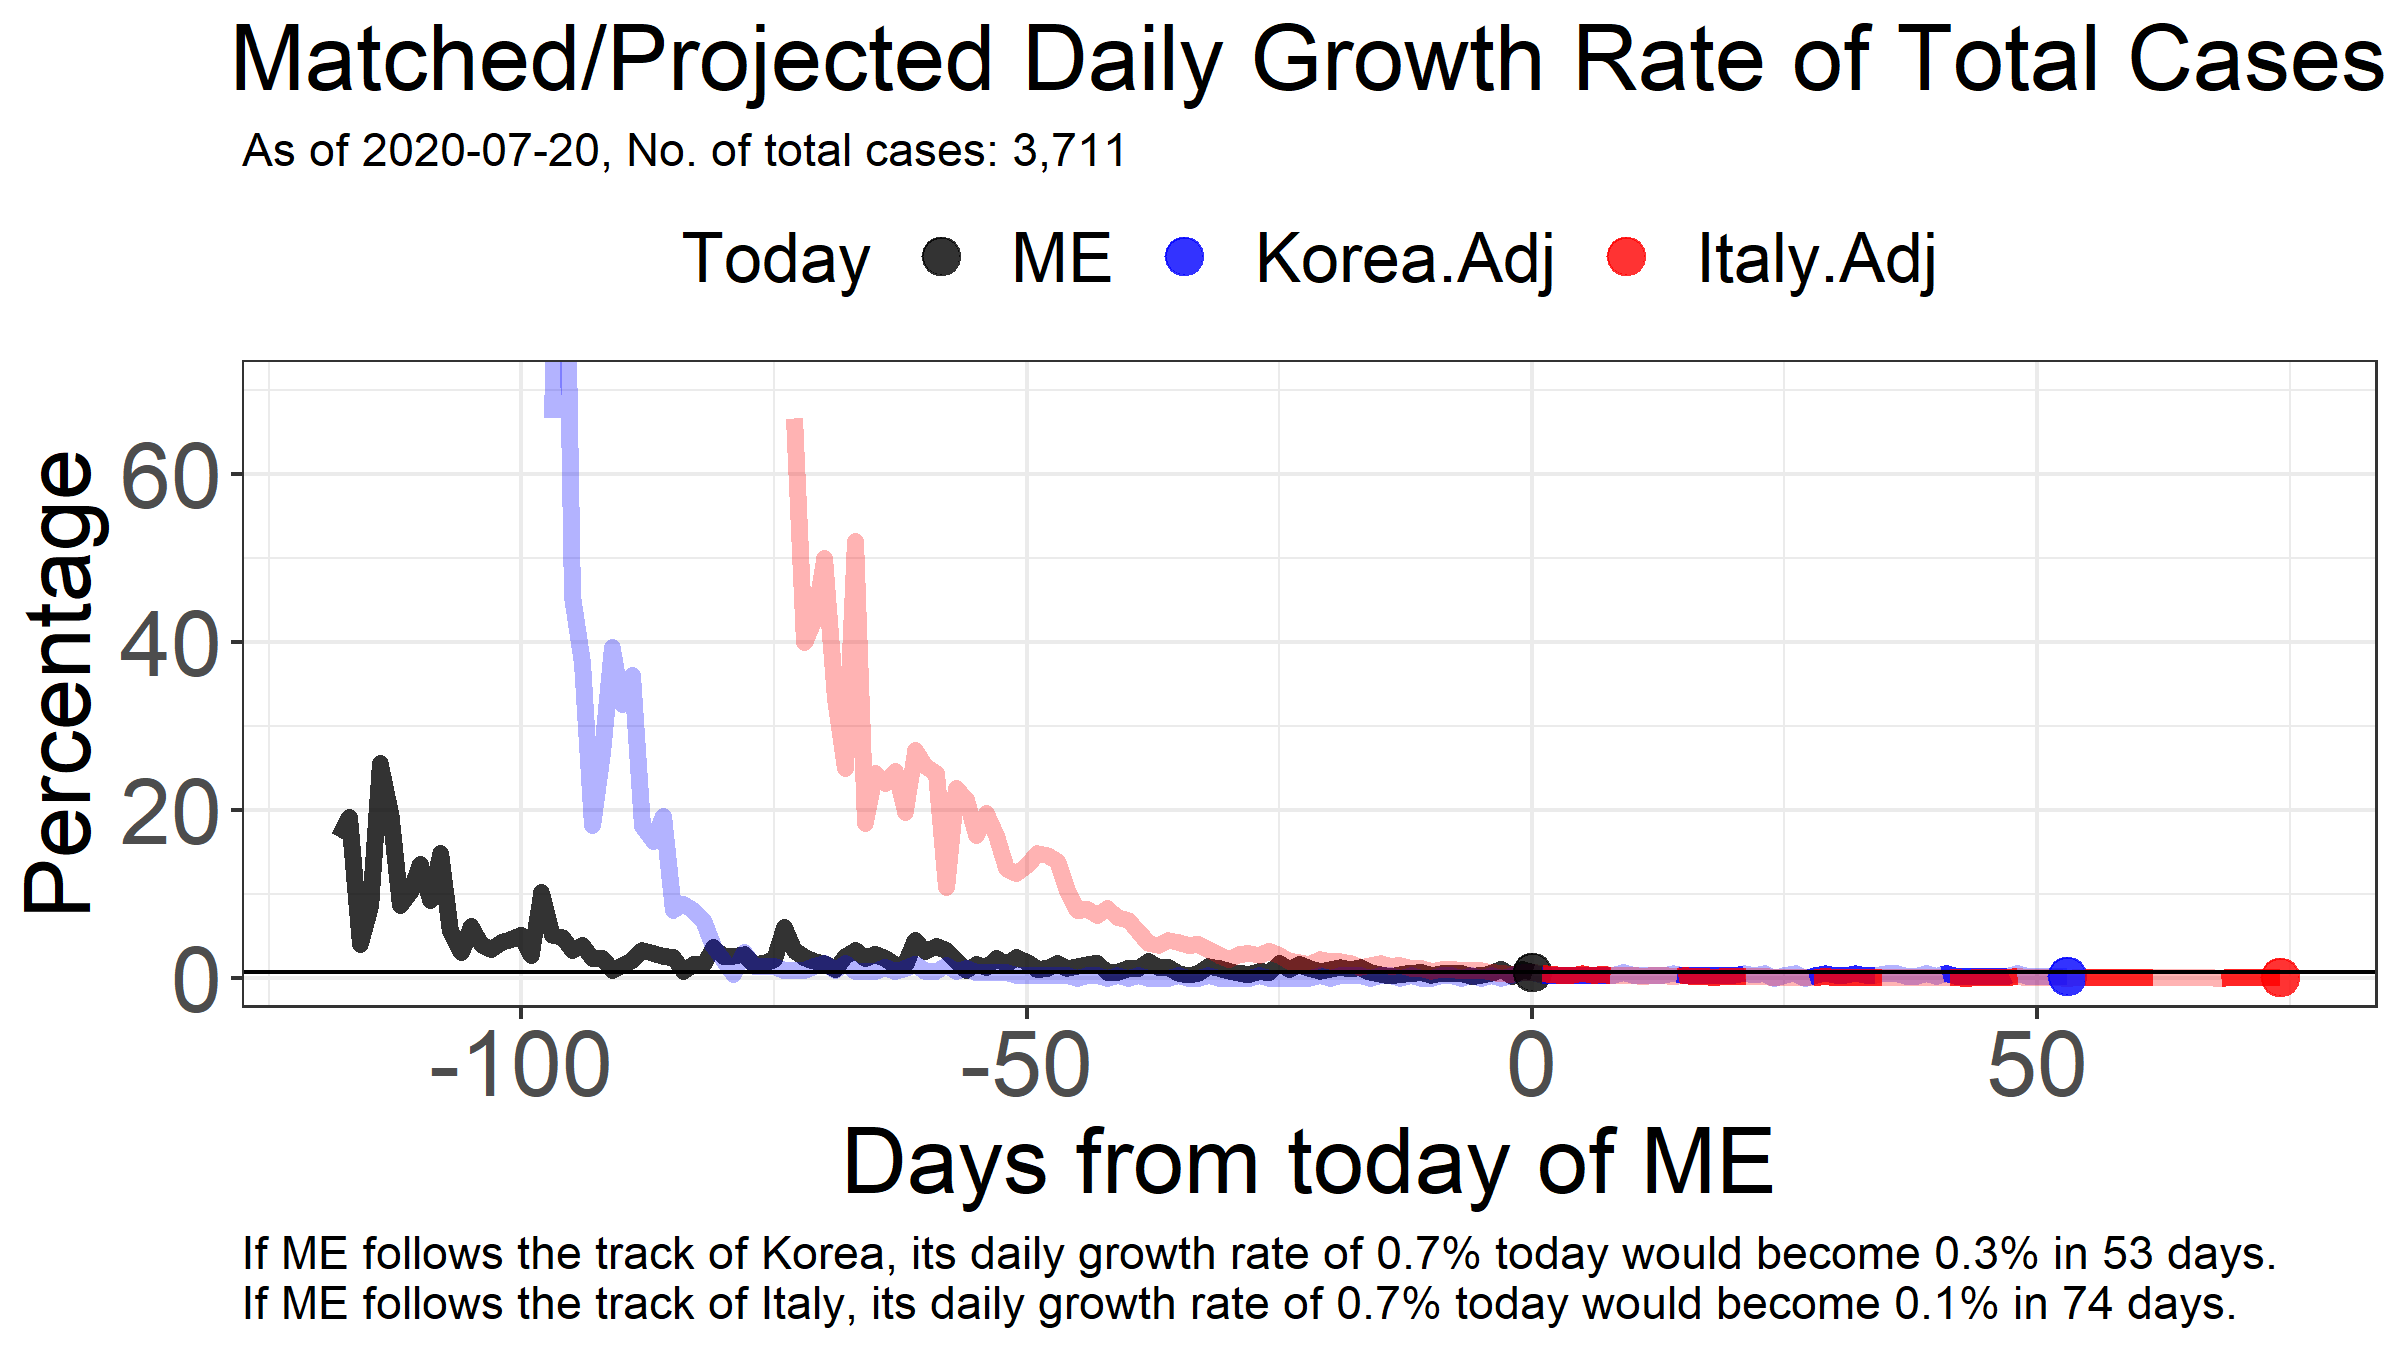 Matched/Projected Daily Growth Rate of Total Cases
As of 2020-07-20, No. of total cases: 3,711
Today ME Korea.Adj Italy.Adj
Percentage
60
40
20
0
-100 -50 0 50
Days from today of ME
If ME follows the track of Korea, its daily growth rate of 0.7% today would become 0.3% in 53 days.
If ME follows the track of Italy, its daily growth rate of 0.7% today would become 0.1% in 74 days.